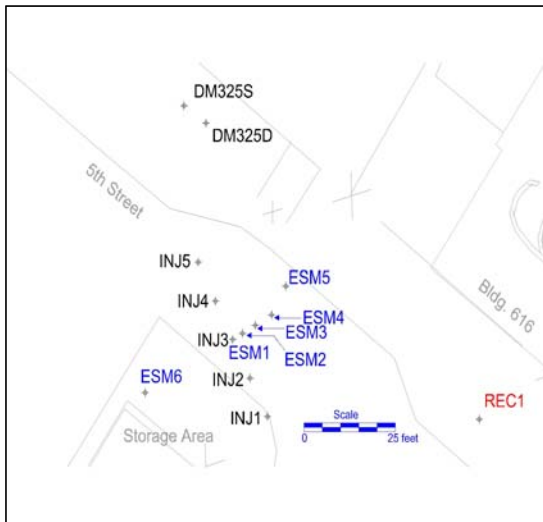 DM325S
DM325D
5th Street
INJ5
ESM5
Bldg. 616
INJ4
ESM4
ESM3
INJ3
ESM1
ESM2
ESM6
INJ2
REC1
INJ1
Scale
Storage Area
0
25 feet